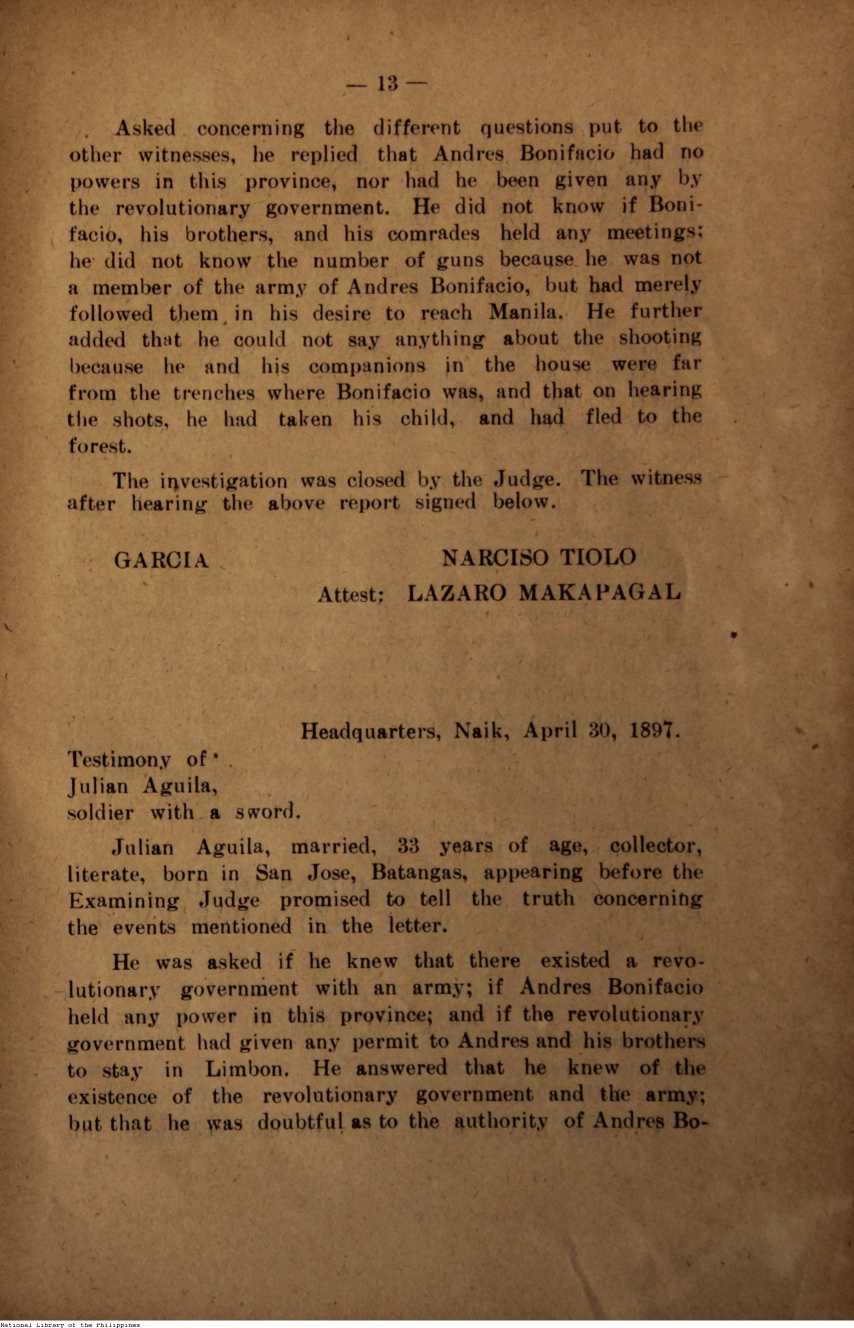 — 13 —
Asked concerning the different questions put to the
other witnesses, he replied that Andres Bonifacio had no
powers in this province, nor had he been given any by
the revolutionary government. He did not know if Boni-
facio, his brothers, and his comrades held any meetings;
he did not know the number of guns because he was not
a member of the army of Andres Bonifacio, but had merely
followed them in his desire to reach Manila. He further
added that he could not say anything about the shooting
because he and his companions in the house were far
from the trenches where Bonifacio was, and that on hearing
the shots, he had taken his child, and had fled to the
forest.
The investigation was closed by the Judge. The witness
after hearing the above report signed below.
GARCIA NARCISO TIOLO
Attest: LAZARO MAKAPAGAL
Headquarters, Naik, April 30, 1897.
Testimony of
Julian Aguila,
soldier with a sword.
Julian Aguila, married, 33 years of age, collector,
literate, born in San Jose, Batangas, appearing before the
Examining Judge promised to tell the truth concerning
the events mentioned in the letter.
He was asked if he knew that there existed a revo-
lutionary government with an army; if Andres Bonifacio
held any power in this province; and if the revolutionary
government had given any permit to Andres and his brothers
to stay in Limbon. He answered that he knew of the
existence of the revolutionary government and the army;
but that he was doubtful as to the authority of Andres Bo-
National Library of the Philippines